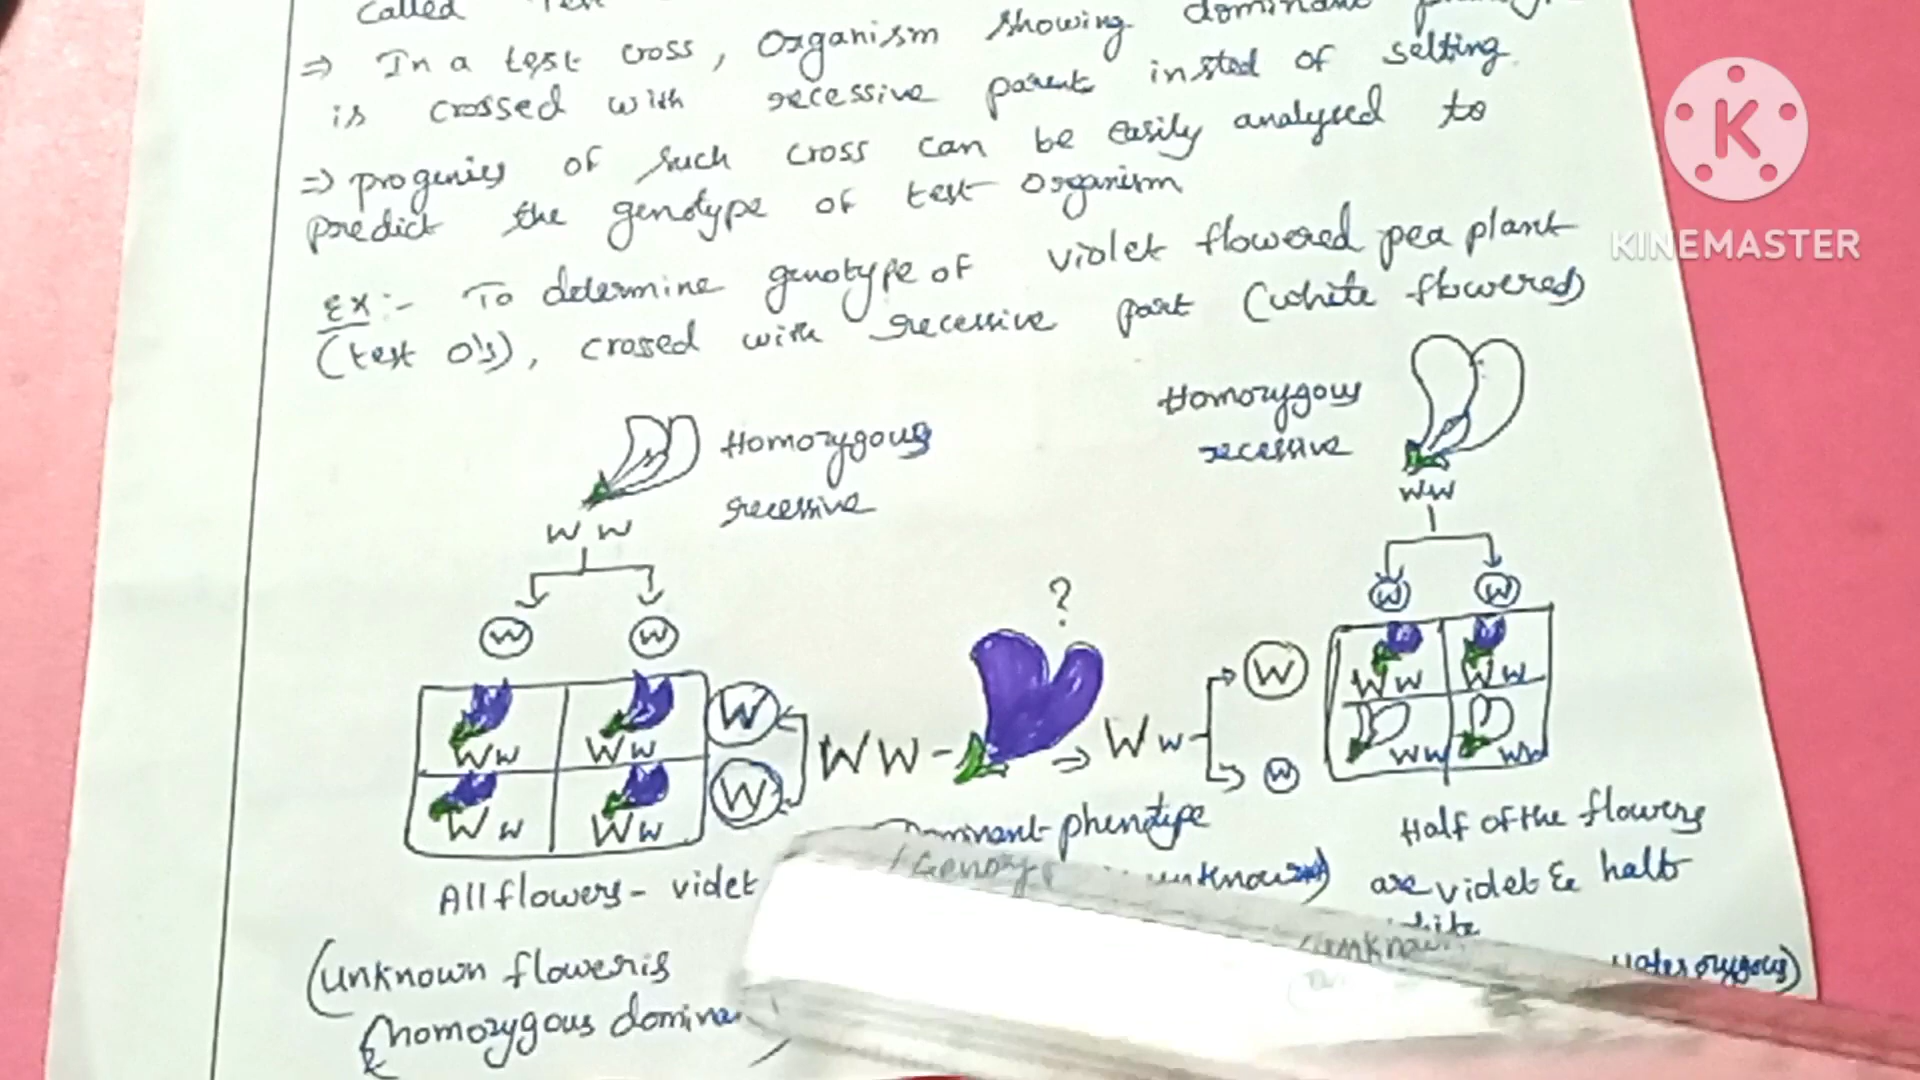 called
⇒ In a test cross, organism showing dominant
is crossed with recessive parent insted of selfing
⇒ progenies of such cross can be easily analysed to
predict the genotype of test organism
Ex:- To determine genotype of violet flowered pea plant
(test o's), crossed with recessive part (white flowered)
Homozygous
recessive
w w
w w
Homozygous
recessive
ww
w w
?
Ww Ww
Ww Ww
W
W
WW - ⇒ Ww
W
w
Ww Ww
ww ww
All flowers - violet
(unknown flower is
homozygous
Dominant phenotype
unknown)
Half of the flowers
are violet & half
KINEMASTER
K